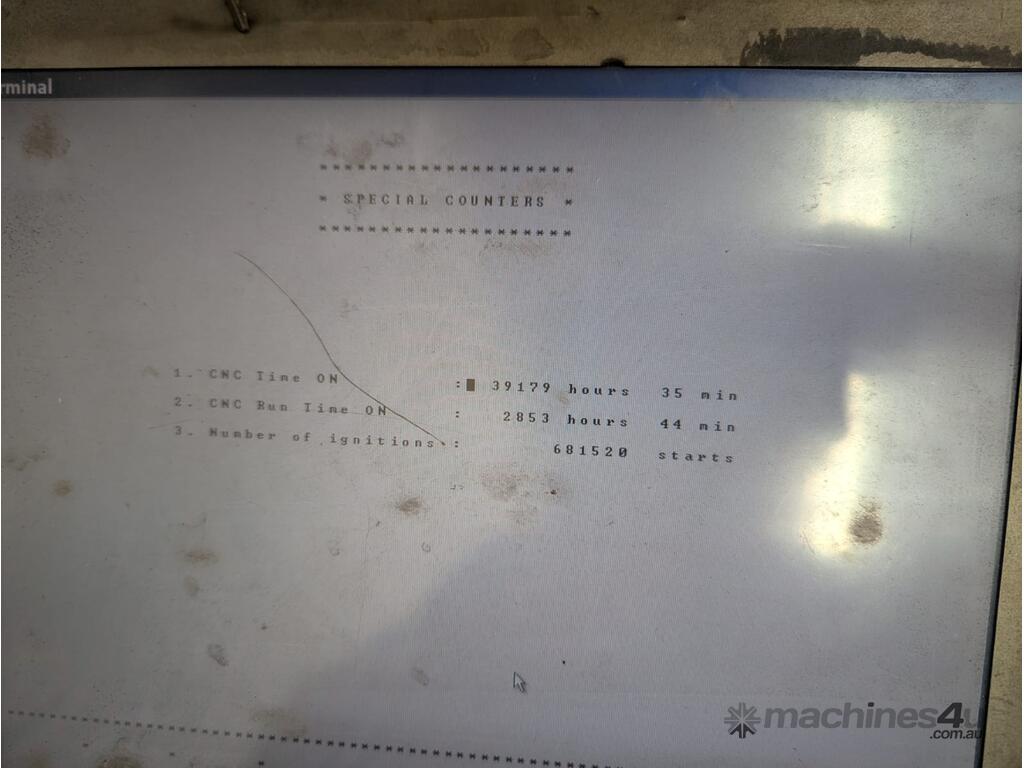 rminal
* * * * * * * * * * * * * * * * * * * *
* SPECIAL COUNTERS *
* * * * * * * * * * * * * * * * * * * *
1. CNC Time ON : 39179 hours 35 min
2. CNC Run Time ON : 2853 hours 44 min
3. Number of ignitions : 681520 starts
machines4u
.com.au